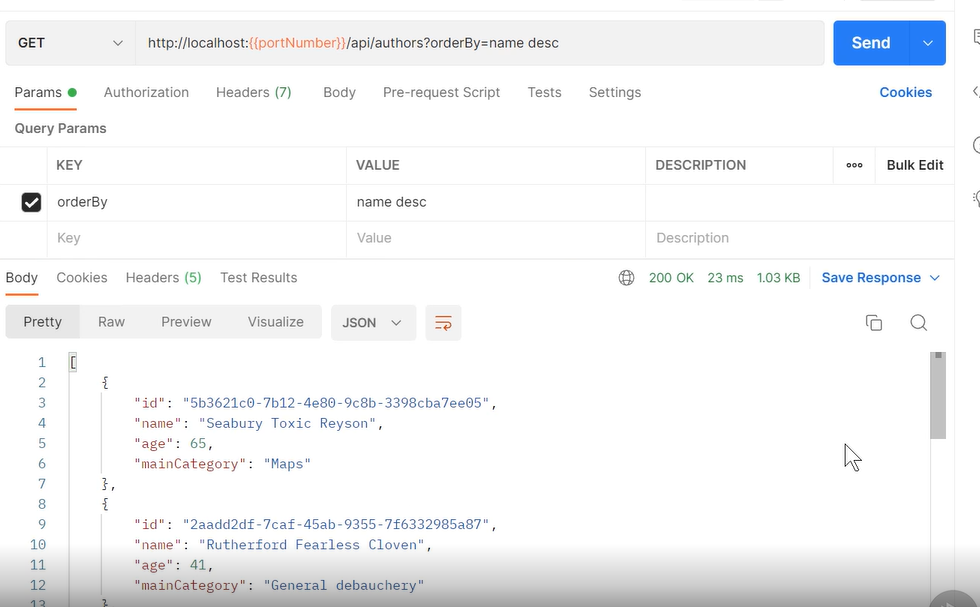 GET http://localhost:{{portNumber}}/api/authors?orderBy=name desc Send
Params Authorization Headers (7) Body Pre-request Script Tests Settings Cookies
Query Params
KEY VALUE DESCRIPTION ooo Bulk Edit
orderBy name desc
Key Value Description
Body Cookies Headers (5) Test Results 200 OK 23 ms 1.03 KB Save Response
Pretty Raw Preview Visualize JSON
1 [
2 {
3 "id": "5b3621c0-7b12-4e80-9c8b-3398cba7ee05",
4 "name": "Seabury Toxic Reyson",
5 "age": 65,
6 "mainCategory": "Maps"
7 },
8 {
9 "id": "2aadd2df-7caf-45ab-9355-7f6332985a87",
10 "name": "Rutherford Fearless Cloven",
11 "age": 41,
12 "mainCategory": "General debauchery"
13 }